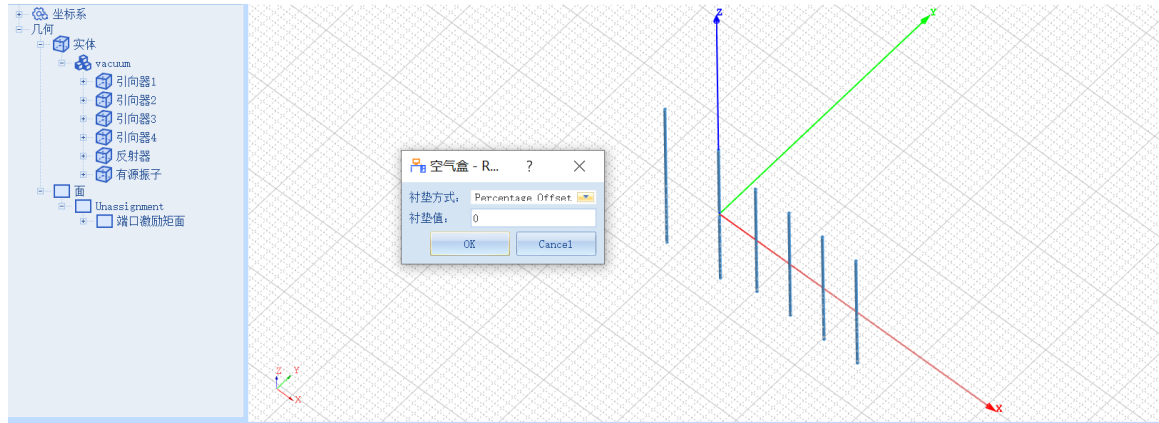 坐标系
几何
实体
vacuum
引向器1
引向器2
引向器3
引向器4
反射器
有源振子
面
Unassignment
端口激励矩面
Z
Y
X
空气盒 - R... ?
衬垫方式: Percentage Offset
衬垫值: 0
OK Cancel
Z
Y
X